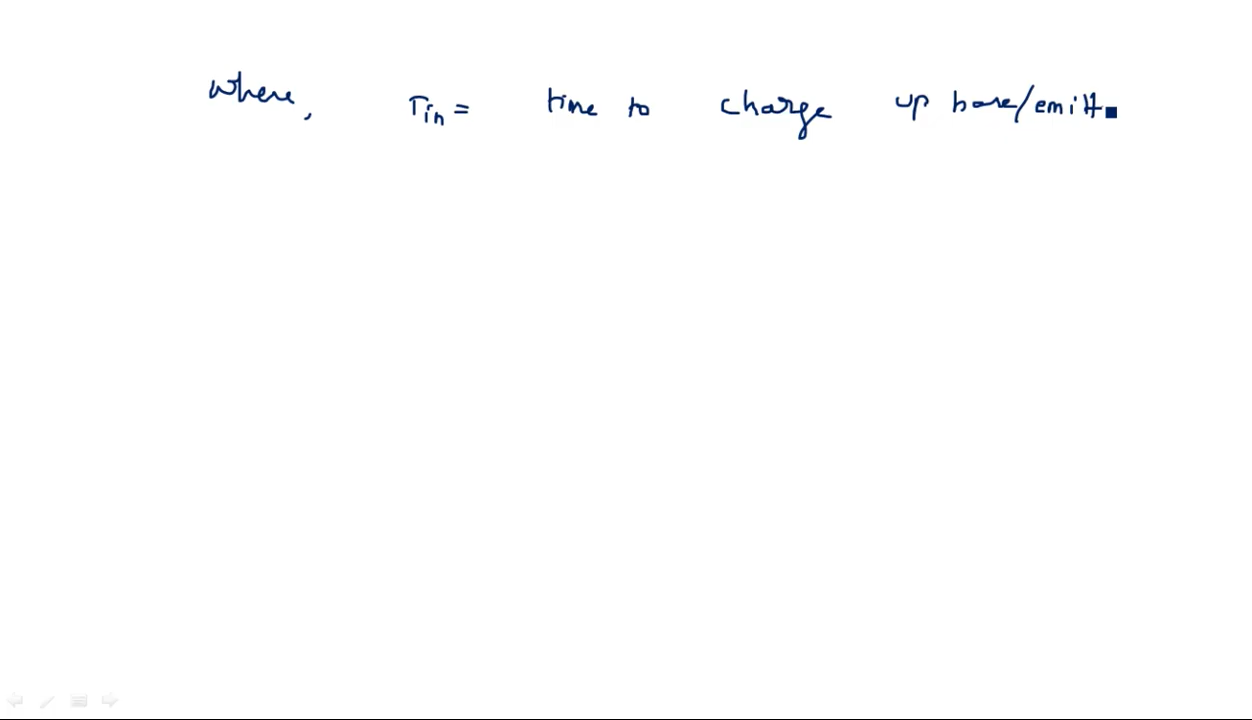 where, τin = time to charge up base/emitt